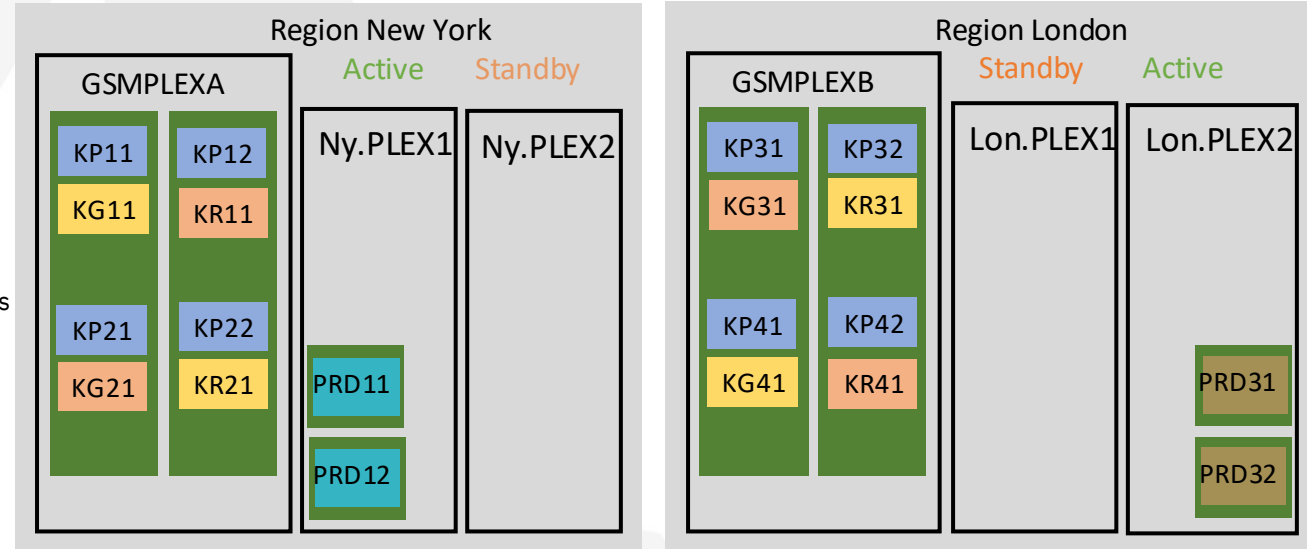 Region New York
Active Standby
GSMPLEXA
Ny.PLEX1 Ny.PLEX2
KP11 KP12
KG11 KR11
KP21 KP22
KG21 KR21
PRD11
PRD12
s
Region London
Standby Active
GSMPLEXB
Lon.PLEX1 Lon.PLEX2
KP31 KP32
KG31 KR31
KP41 KP42
KG41 KR41
PRD31
PRD32